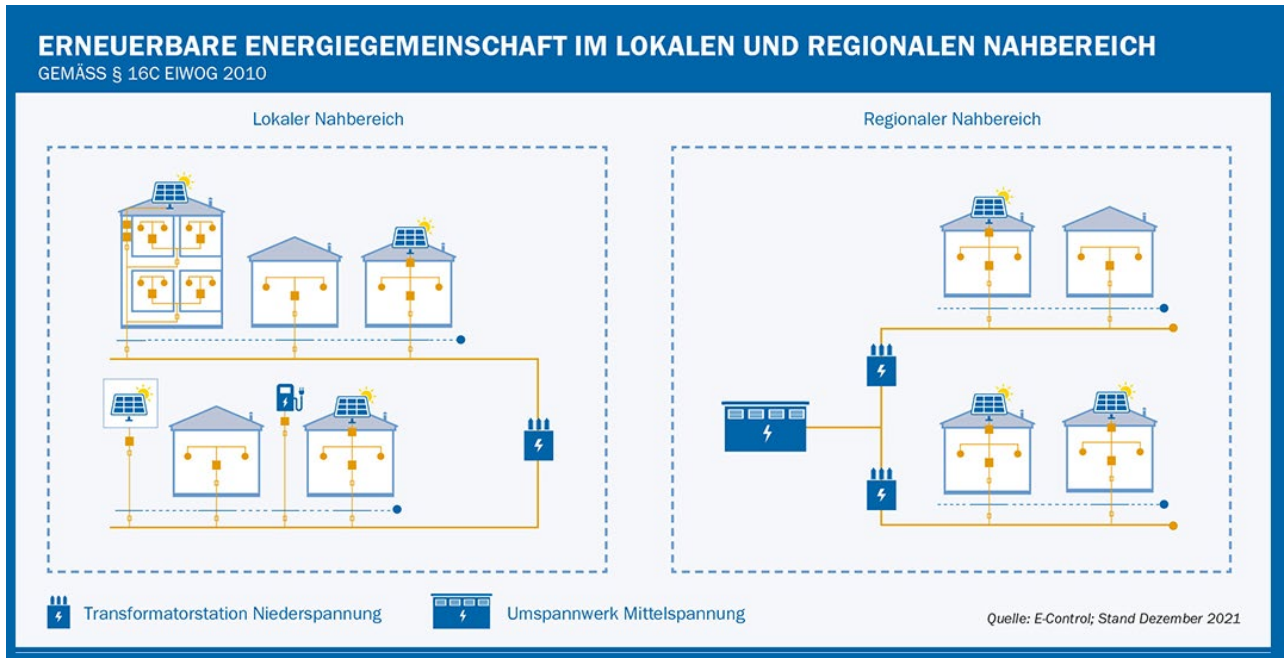 ERNEUERBARE ENERGIEGEMEINSCHAFT IM LOKALEN UND REGIONALEN NAHBEREICH
GEMÄSS § 16C EIWOG 2010
Lokaler Nahbereich
Regionaler Nahbereich
Transformatorstation Niederspannung
Umspannwerk Mittelspannung
Quelle: E-Control; Stand Dezember 2021